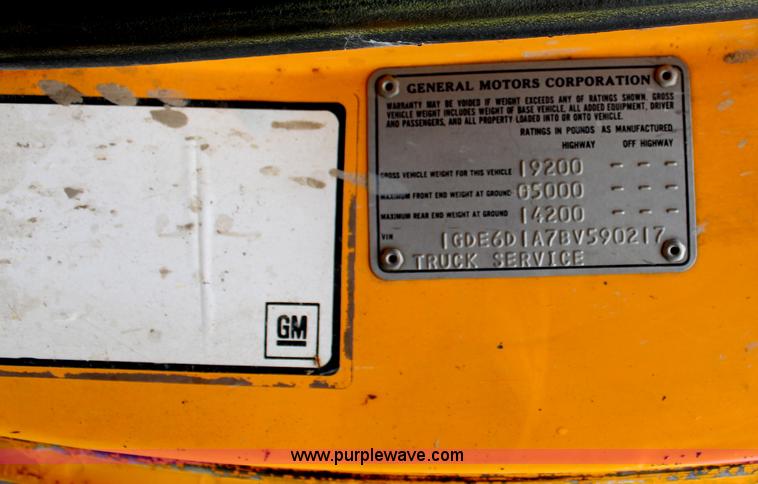 GENERAL MOTORS CORPORATION
WARRANTY MAY BE VOIDED IF WEIGHT EXCEEDS ANY OF RATINGS SHOWN. GROSS
VEHICLE WEIGHT INCLUDES WEIGHT OF BASE VEHICLE, ALL ADDED EQUIPMENT, DRIVER
AND PASSENGERS, AND ALL PROPERTY LOADED INTO OR ONTO VEHICLE.
RATINGS IN POUNDS AS MANUFACTURED
HIGHWAY OFF HIGHWAY
GROSS VEHICLE WEIGHT FOR THIS VEHICLE 19200 - - -
MAXIMUM FRONT END WEIGHT AT GROUND 05000 - - -
MAXIMUM REAR END WEIGHT AT GROUND 14200 - - -
VIN 1GDE6D1A7BV590217
TRUCK SERVICE
GM
www.purplewave.com